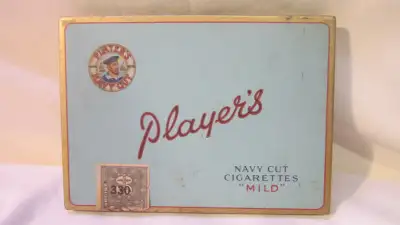 PLAYER'S
NAVY CUT
Player's
NAVY CUT
CIGARETTES
"MILD"
330